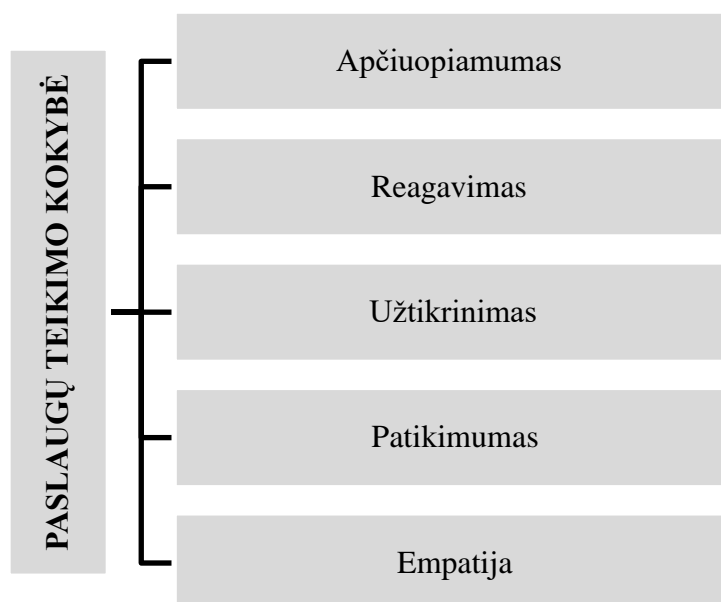 PASLAUGŲ TEIKIMO KOKYBĖ
Apčiuopiamumas
Reagavimas
Užtikrinimas
Patikimumas
Empatija